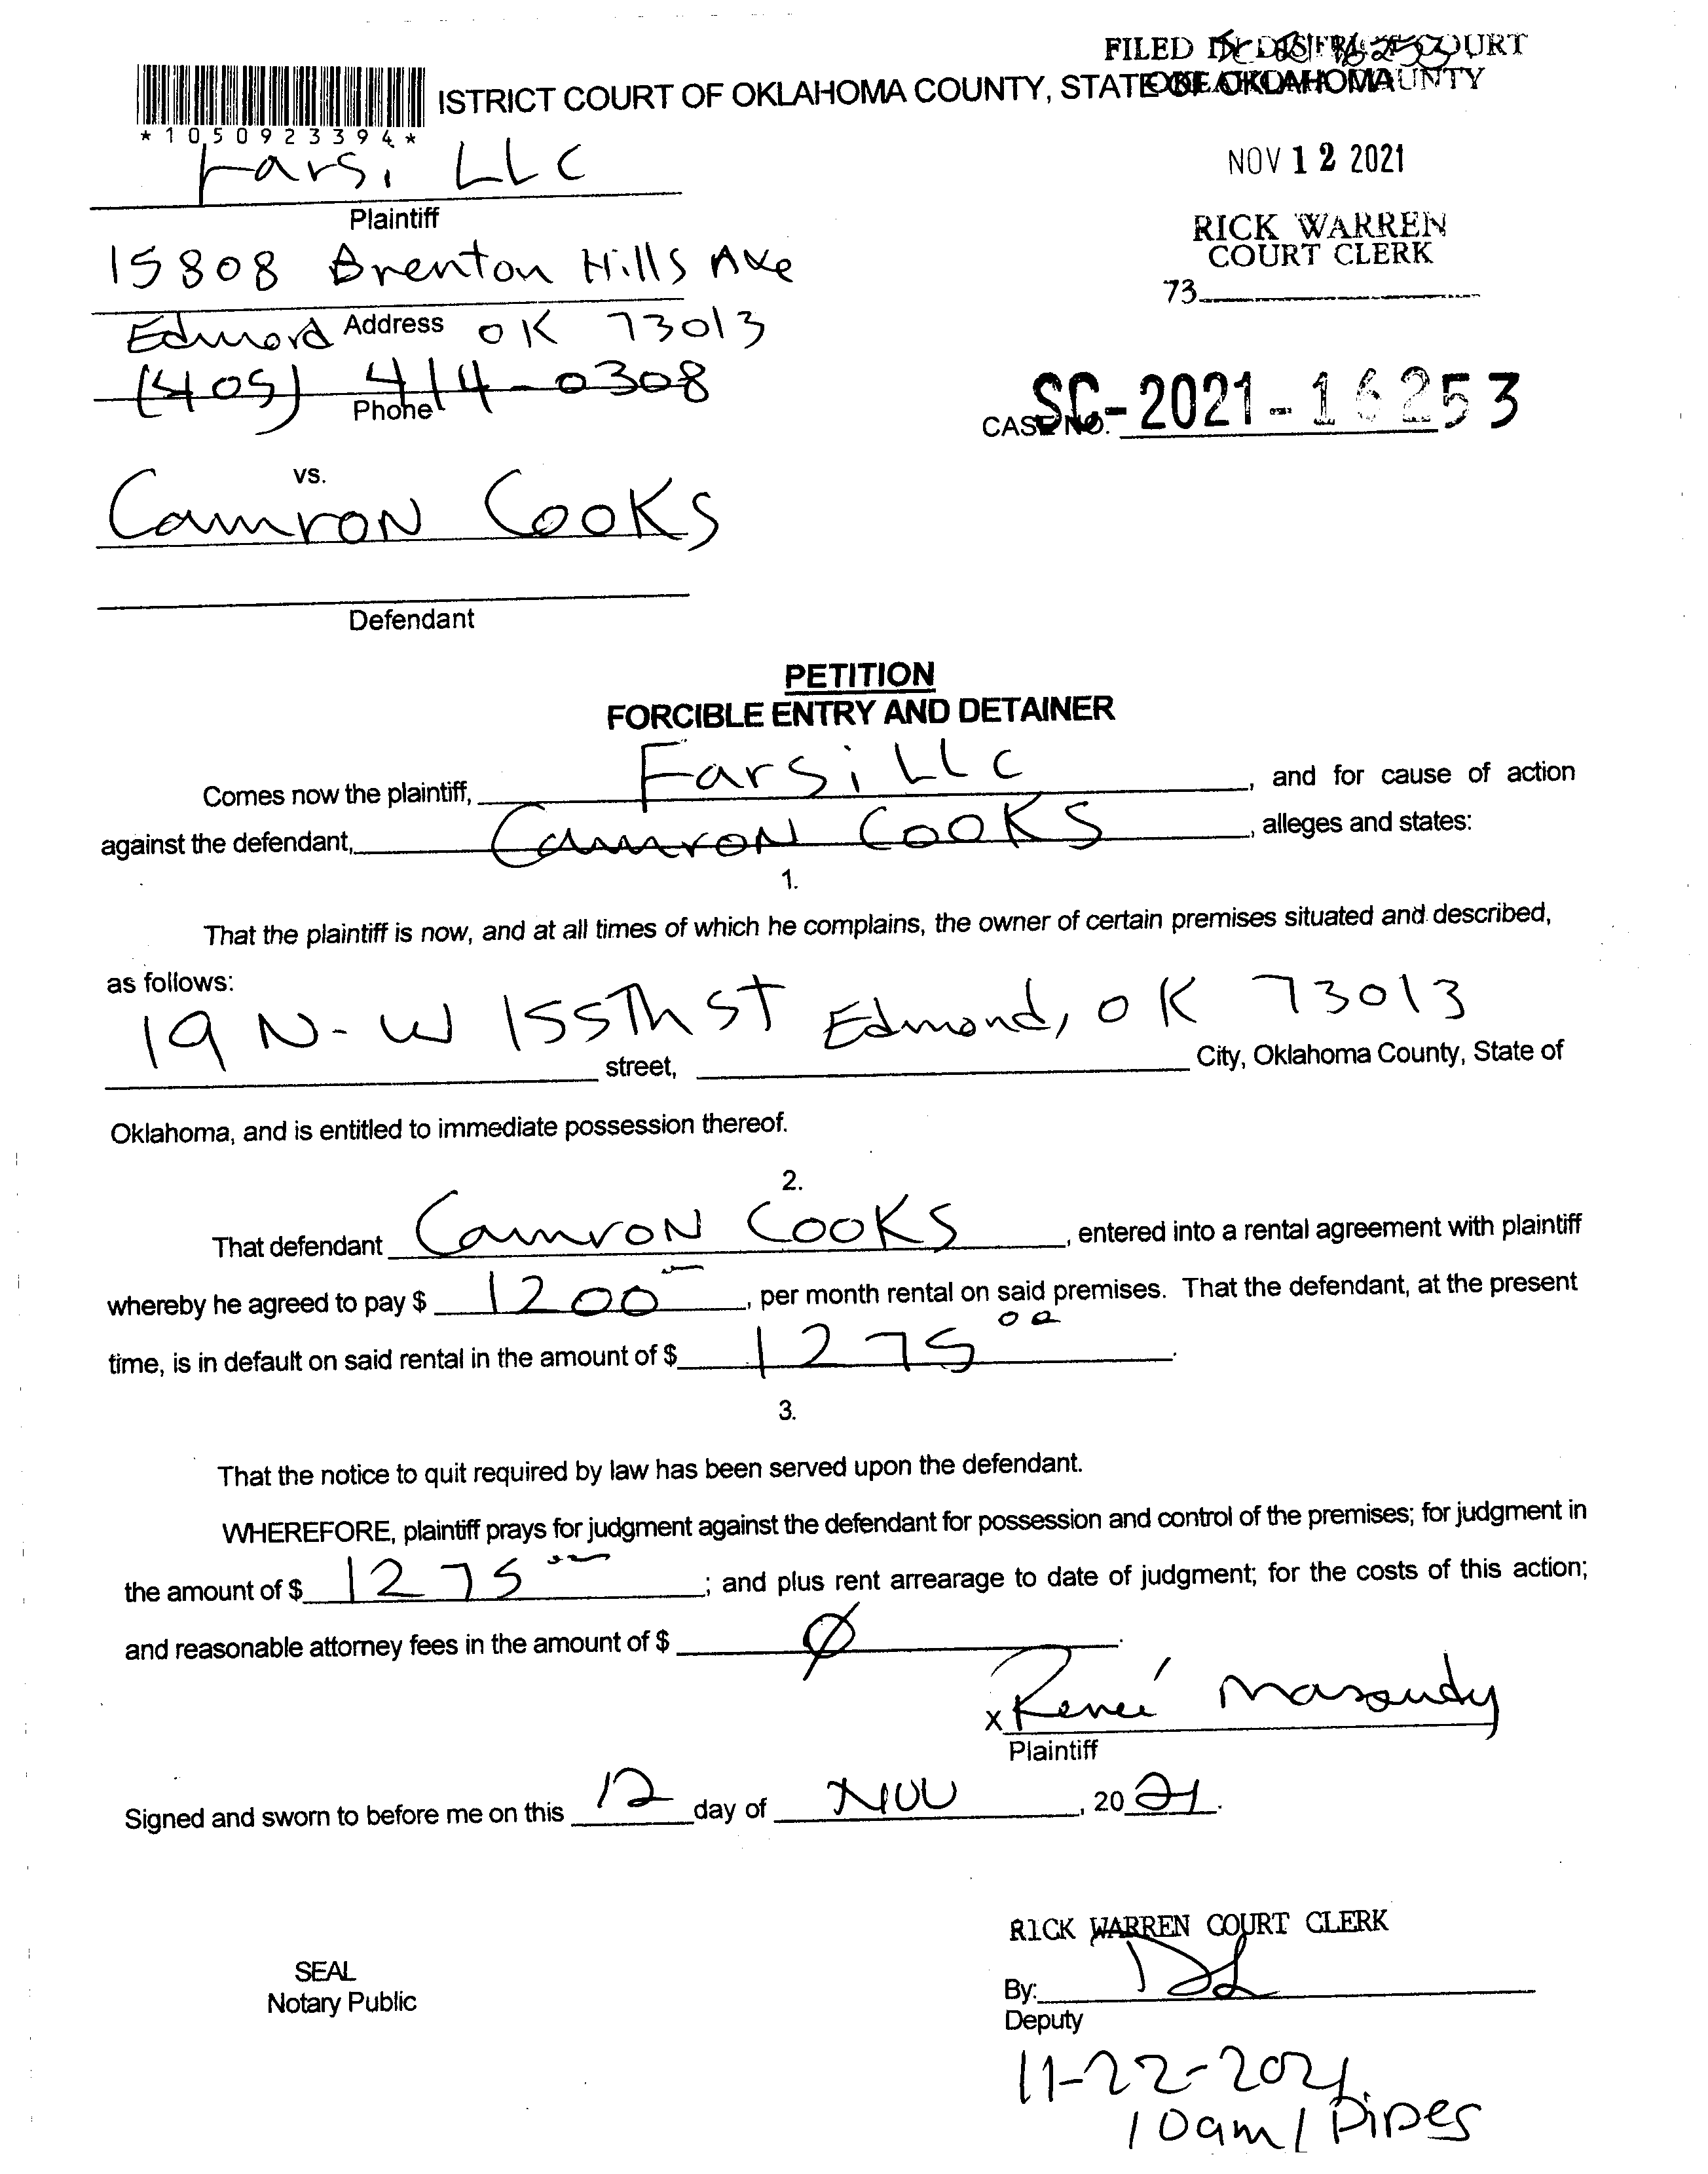 FILED IN DISTRICT COURT
OKLAHOMA COUNTY
ISTRICT COURT OF OKLAHOMA COUNTY, STATE OF OKLAHOMA
*1050923394*
Farsi LLC
NOV 12 2021
Plaintiff
RICK WARREN
COURT CLERK
15808 Brenton Hills Ave
73
Address
Edmond OK 73013
(405) 414-0308
Phone
CASE NO. SC-2021-16253
vs.
Camron Cooks
Defendant
PETITION
FORCIBLE ENTRY AND DETAINER
Comes now the plaintiff, Farsi LLC, and for cause of action
against the defendant, Camron Cooks, alleges and states:
1.
That the plaintiff is now, and at all times of which he complains, the owner of certain premises situated and described,
as follows:
19 N-W 155Th ST Edmond, OK 73013
street, City, Oklahoma County, State of
Oklahoma, and is entitled to immediate possession thereof.
2.
That defendant Camron Cooks, entered into a rental agreement with plaintiff
whereby he agreed to pay $ 1200, per month rental on said premises. That the defendant, at the present
time, is in default on said rental in the amount of $ 1275 00.
3.
That the notice to quit required by law has been served upon the defendant.
WHEREFORE, plaintiff prays for judgment against the defendant for possession and control of the premises; for judgment in
the amount of $ 1275; and plus rent arrearage to date of judgment; for the costs of this action;
and reasonable attorney fees in the amount of $ Ø.
x Reneé Masoudy
Plaintiff
Signed and sworn to before me on this 12 day of NOV, 2021.
RICK WARREN COURT CLERK
SEAL
Notary Public
By:
Deputy
11-22-2021
10am / Pipes